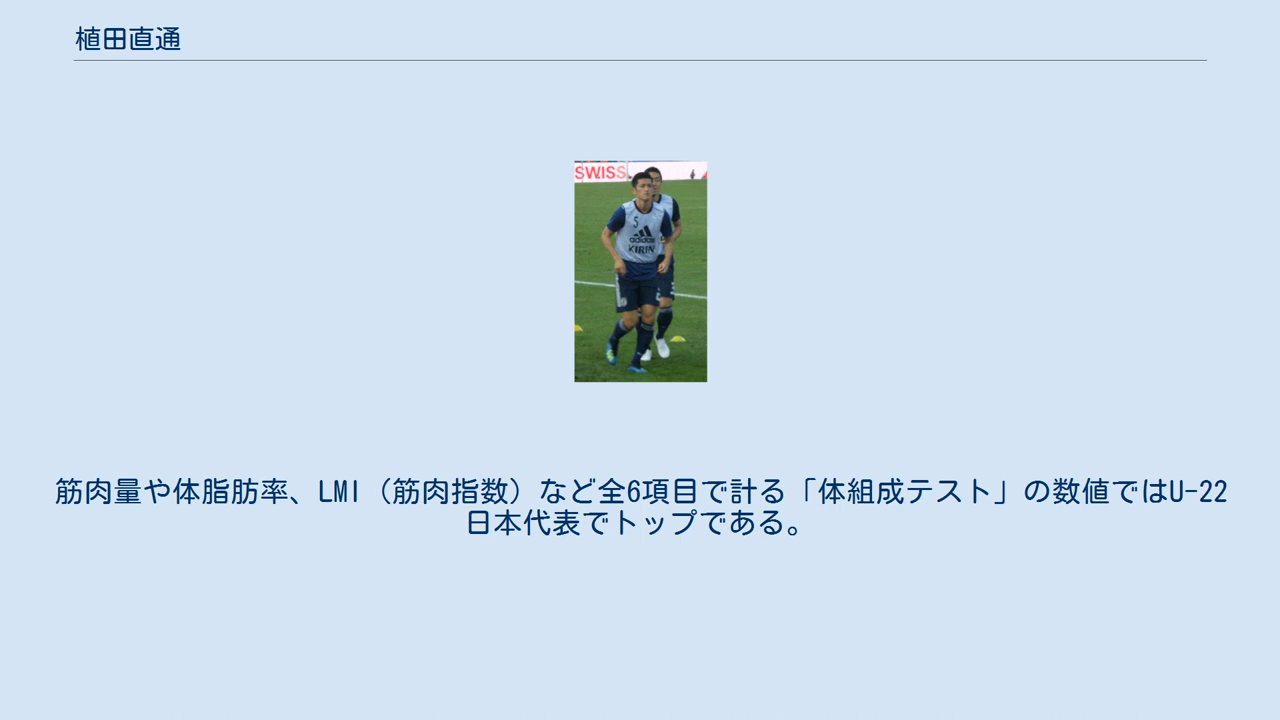 植田直通
SWISS
5
adidas
KIRIN
筋肉量や体脂肪率、LMI（筋肉指数）など全6項目で計る「体組成テスト」の数値ではU-22
日本代表でトップである。